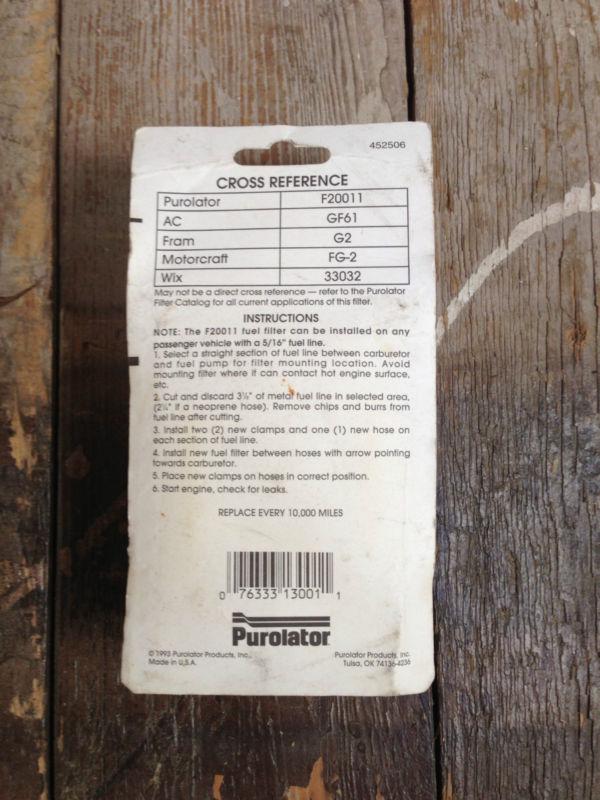 452506
CROSS REFERENCE
Purolator F20011
AC GF61
Fram G2
Motorcraft FG-2
Wix 33032
May not be a direct cross reference — refer to the Purolator
Filter Catalog for all current applications of this filter.
INSTRUCTIONS
NOTE: The F20011 fuel filter can be installed on any
passenger vehicle with a 5/16" fuel line.
1. Select a straight section of fuel line between carburetor
and fuel pump for filter mounting location. Avoid
mounting filter where it can contact hot engine surface,
etc.
2. Cut and discard of metal fuel line in selected area,
if a neoprene hose). Remove chips and burrs from
fuel line after cutting.
3. Install two (2) new clamps and one (1) new hose on
each section of fuel line.
4. Install new fuel filter between hoses with arrow pointing
towards carburetor.
5. Place new clamps on hoses in correct position.
6. Start engine, check for leaks.
REPLACE EVERY 10,000 MILES
0 76333 13001 1
Purolator
© 1993 Purolator Products, Inc. Purolator Products, Inc.
Made in U.S.A. Tulsa, OK 74136-4236